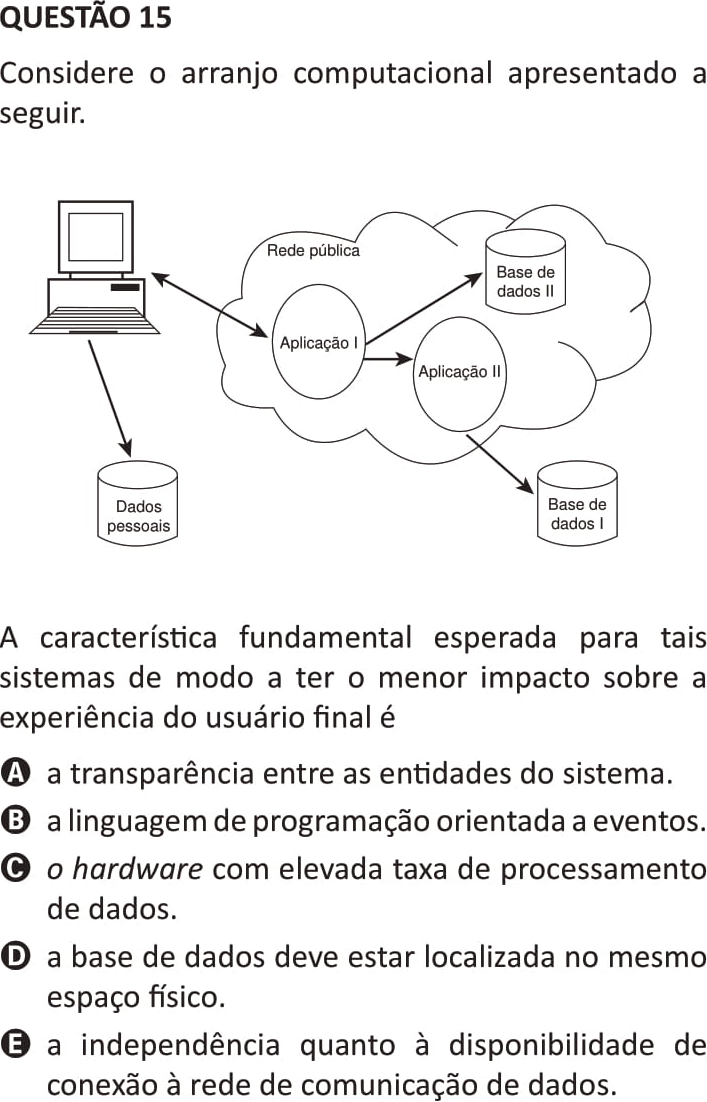 QUESTÃO 15
Considere o arranjo computacional apresentado a
seguir.
Rede pública
Base de
dados II
Aplicação I
Aplicação II
Dados
pessoais
Base de
dados I
A característica fundamental esperada para tais
sistemas de modo a ter o menor impacto sobre a
experiência do usuário final é
A a transparência entre as entidades do sistema.
B a linguagem de programação orientada a eventos.
C o hardware com elevada taxa de processamento
de dados.
D a base de dados deve estar localizada no mesmo
espaço físico.
E a independência quanto à disponibilidade de
conexão à rede de comunicação de dados.